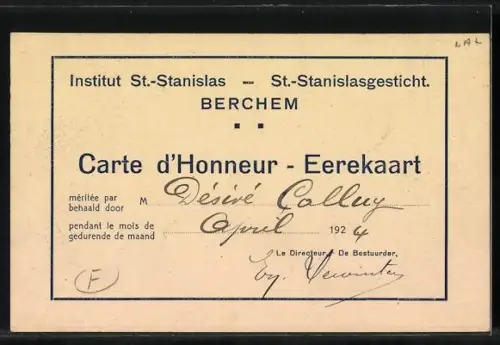 Institut St.-Stanislas — St.-Stanislasgesticht.
BERCHEM
Carte d'Honneur - Eerekaart
méritée par
behaald door M Désiré Calluy
pendant le mois de
gedurende de maand April 1924
Le Directeur, De Bestuurder,
F